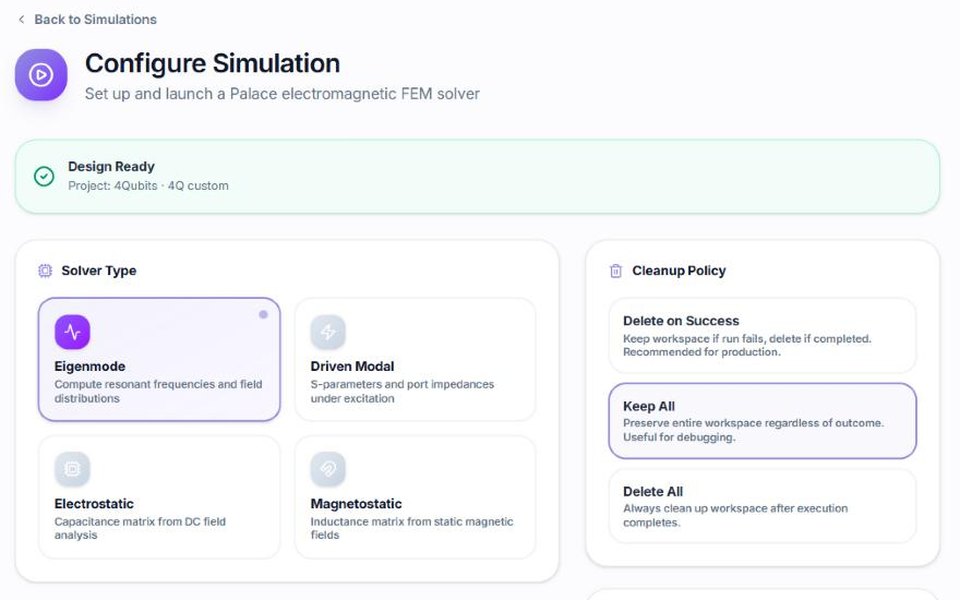 Back to Simulations
Configure Simulation
Set up and launch a Palace electromagnetic FEM solver
Design Ready
Project: 4Qubits · 4Q custom
Solver Type
Eigenmode
Compute resonant frequencies and field
distributions
Driven Modal
S-parameters and port impedances
under excitation
Electrostatic
Capacitance matrix from DC field
analysis
Magnetostatic
Inductance matrix from static magnetic
fields
Cleanup Policy
Delete on Success
Keep workspace if run fails, delete if completed.
Recommended for production.
Keep All
Preserve entire workspace regardless of outcome.
Useful for debugging.
Delete All
Always clean up workspace after execution
completes.